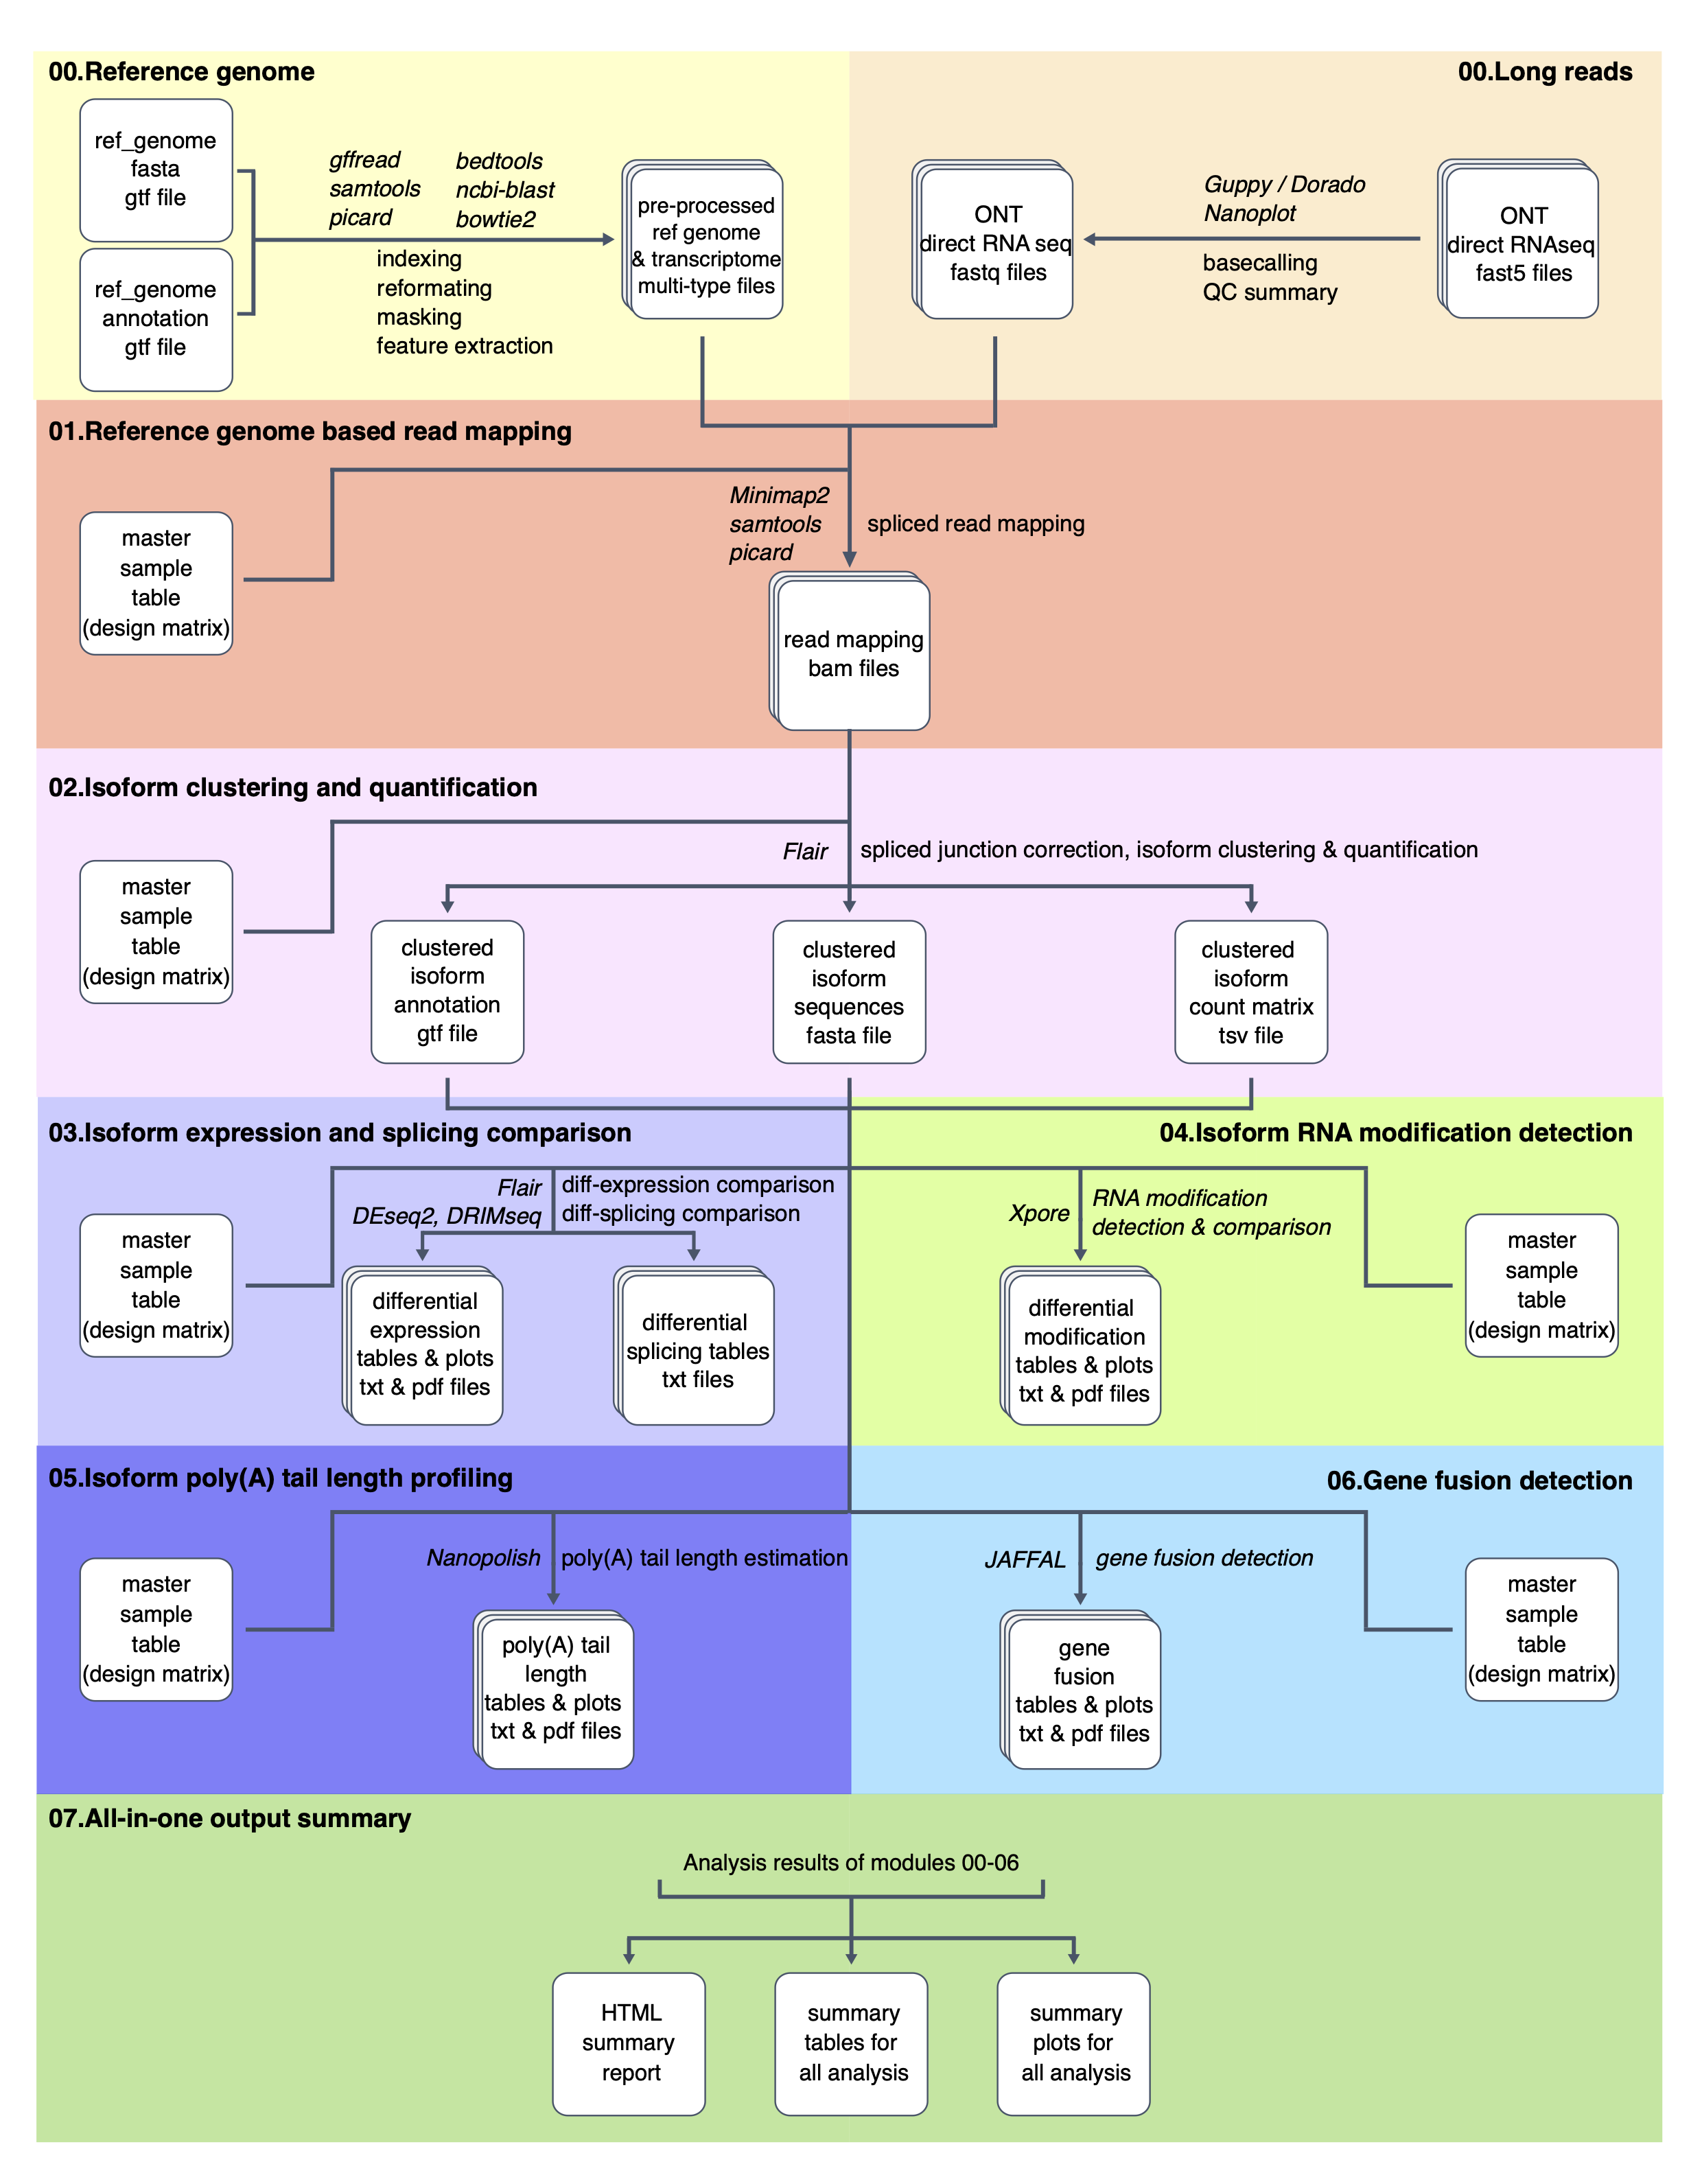 00.Reference genome
00.Long reads
ref_genome
fasta
gtf file
ref_genome
annotation
gtf file
gffread
samtools
picard
bedtools
ncbi-blast
bowtie2
indexing
reformating
masking
feature extraction
pre-processed
ref genome
& transcriptome
multi-type files
ONT
direct RNA seq
fastq files
Guppy / Dorado
Nanoplot
basecalling
QC summary
ONT
direct RNAseq
fast5 files
01.Reference genome based read mapping
master
sample
table
(design matrix)
Minimap2
samtools
picard
spliced read mapping
read mapping
bam files
02.Isoform clustering and quantification
master
sample
table
(design matrix)
Flair
spliced junction correction, isoform clustering & quantification
clustered
isoform
annotation
gtf file
clustered
isoform
sequences
fasta file
clustered
isoform
count matrix
tsv file
03.Isoform expression and splicing comparison
master
sample
table
(design matrix)
Flair
DEseq2, DRIMseq
diff-expression comparison
diff-splicing comparison
differential
expression
tables & plots
txt & pdf files
differential
splicing tables
txt files
04.Isoform RNA modification detection
Xpore
RNA modification
detection & comparison
differential
modification
tables & plots
txt & pdf files
master
sample
table
(design matrix)
05.Isoform poly(A) tail length profiling
master
sample
table
(design matrix)
Nanopolish
poly(A) tail length estimation
poly(A) tail
length
tables & plots
txt & pdf files
06.Gene fusion detection
JAFFAL
gene fusion detection
gene
fusion
tables & plots
txt & pdf files
master
sample
table
(design matrix)
07.All-in-one output summary
Analysis results of modules 00-06
HTML
summary
report
summary
tables for
all analysis
summary
plots for
all analysis